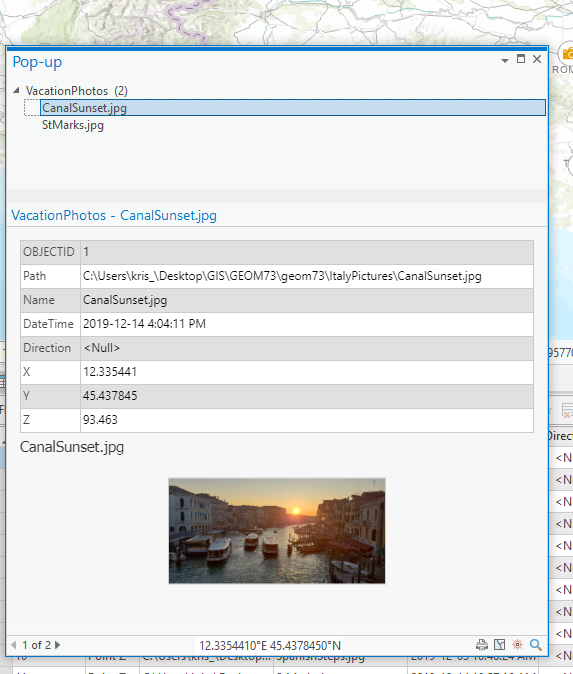 Pop-up
VacationPhotos (2)
CanalSunset.jpg
StMarks.jpg
VacationPhotos - CanalSunset.jpg
OBJECTID 1
Path C:\Users\kris_\Desktop\GIS\GEOM73\geom73\ItalyPictures\CanalSunset.jpg
Name CanalSunset.jpg
DateTime 2019-12-14 4:04:11 PM
Direction <Null>
X 12.335441
Y 45.437845
Z 93.463
CanalSunset.jpg
1 of 2
12.3354410°E 45.4378450°N